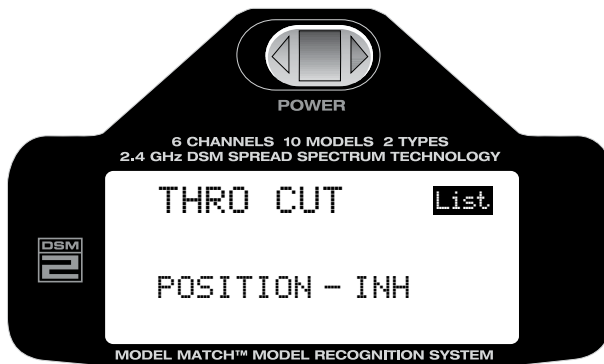 POWER
6 CHANNELS 10 MODELS 2 TYPES
2.4 GHz DSM SPREAD SPECTRUM TECHNOLOGY
THRO CUT List
DSM
2
POSITION – INH
MODEL MATCH™ MODEL RECOGNITION SYSTEM